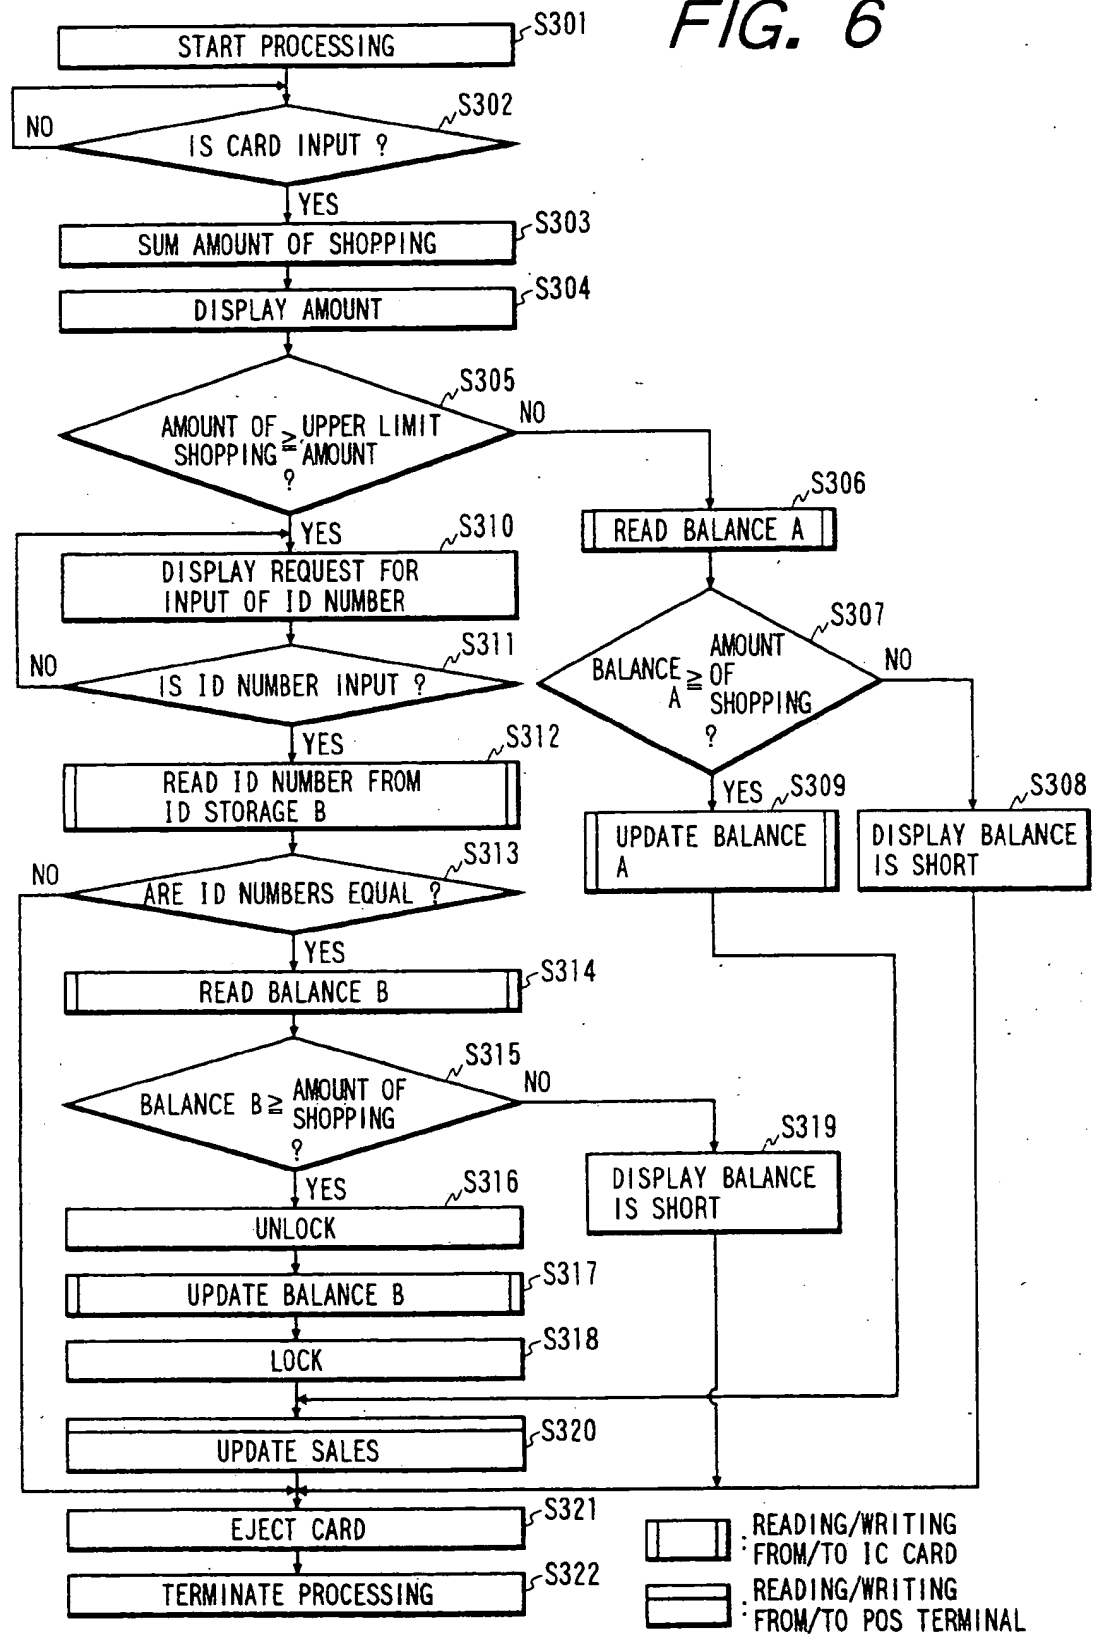 FIG. 6
START PROCESSING
S301
S302
NO
IS CARD INPUT ?
YES
S303
SUM AMOUNT OF SHOPPING
S304
DISPLAY AMOUNT
S305
NO
AMOUNT OF ≧ UPPER LIMIT
SHOPPING AMOUNT
?
YES
S306
READ BALANCE A
S310
DISPLAY REQUEST FOR
INPUT OF ID NUMBER
S307
AMOUNT
BALANCE ≧ OF
A SHOPPING
?
NO
S311
NO
IS ID NUMBER INPUT ?
YES
S312
READ ID NUMBER FROM
ID STORAGE B
YES
S309
UPDATE BALANCE
A
S308
DISPLAY BALANCE
IS SHORT
S313
NO
ARE ID NUMBERS EQUAL ?
YES
S314
READ BALANCE B
S315
NO
BALANCE B ≧ AMOUNT OF
SHOPPING
?
YES
S319
DISPLAY BALANCE
IS SHORT
S316
UNLOCK
S317
UPDATE BALANCE B
S318
LOCK
S320
UPDATE SALES
S321
EJECT CARD
S322
TERMINATE PROCESSING
: READING/WRITING
FROM/TO IC CARD
: READING/WRITING
FROM/TO POS TERMINAL